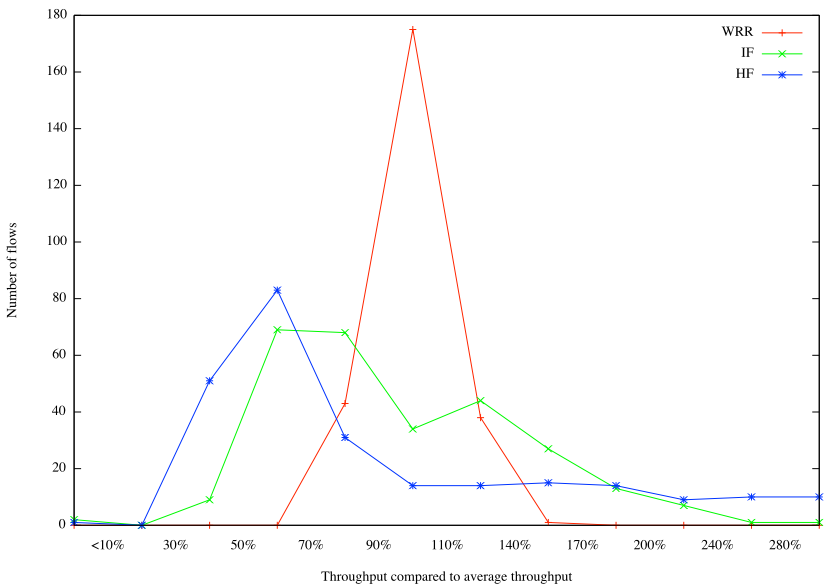 180
160
140
120
100
80
60
40
20
0
Number of flows
WRR
IF
HF
<10% 30% 50% 70% 90% 110% 140% 170% 200% 240% 280%
Throughput compared to average throughput